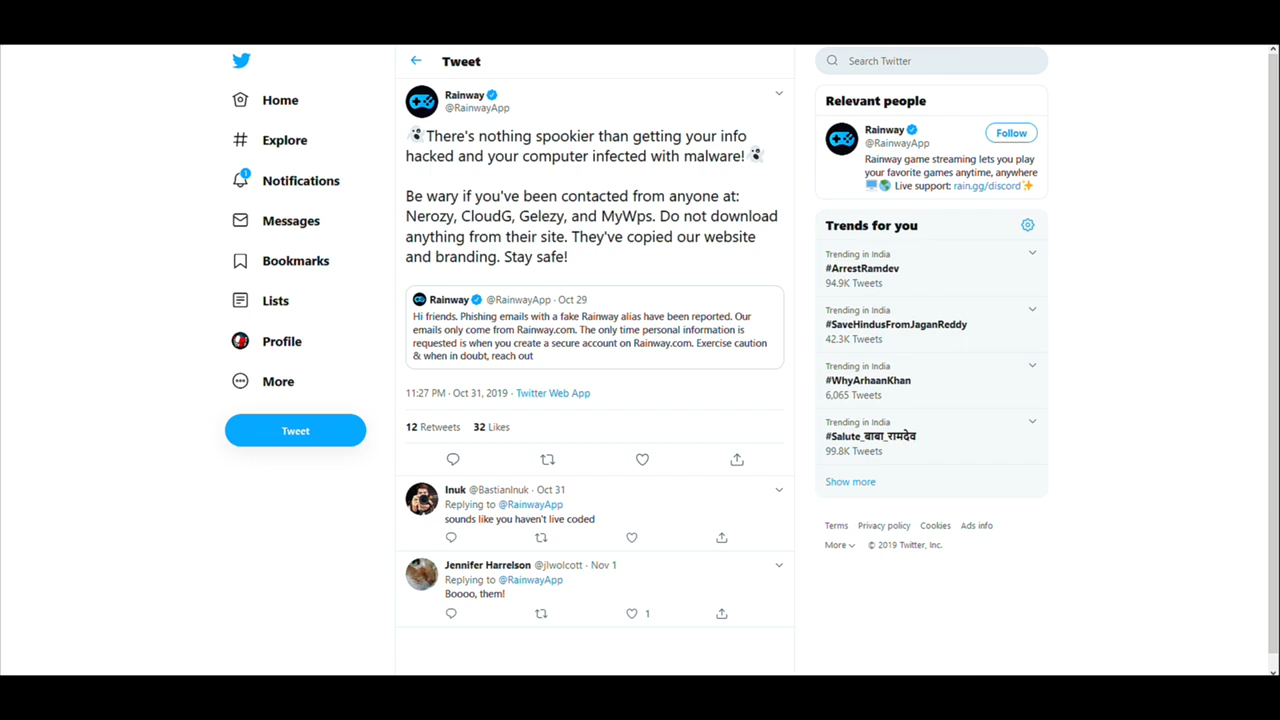 Home
Explore
1
Notifications
Messages
Bookmarks
Lists
Profile
More
Tweet
Tweet
Rainway
@RainwayApp
There's nothing spookier than getting your info
hacked and your computer infected with malware!
Be wary if you've been contacted from anyone at:
Nerozy, CloudG, Gelezy, and MyWps. Do not download
anything from their site. They've copied our website
and branding. Stay safe!
Rainway @RainwayApp · Oct 29
Hi friends. Phishing emails with a fake Rainway alias have been reported. Our
emails only come from Rainway.com. The only time personal information is
requested is when you create a secure account on Rainway.com. Exercise caution
& when in doubt, reach out
11:27 PM · Oct 31, 2019 · Twitter Web App
12 Retweets 32 Likes
Inuk @BastianInuk · Oct 31
Replying to @RainwayApp
sounds like you haven't live coded
Jennifer Harrelson @jlwolcott · Nov 1
Replying to @RainwayApp
Boooo, them!
1
Search Twitter
Relevant people
Rainway
@RainwayApp
Follow
Rainway game streaming lets you play
your favorite games anytime, anywhere
Live support: rain.gg/discord
Trends for you
Trending in India
#ArrestRamdev
94.9K Tweets
Trending in India
#SaveHindusFromJaganReddy
42.3K Tweets
Trending in India
#WhyArhaanKhan
6,065 Tweets
Trending in India
#Salute_बाबा_रामदेव
99.8K Tweets
Show more
Terms Privacy policy Cookies Ads info
More © 2019 Twitter, Inc.